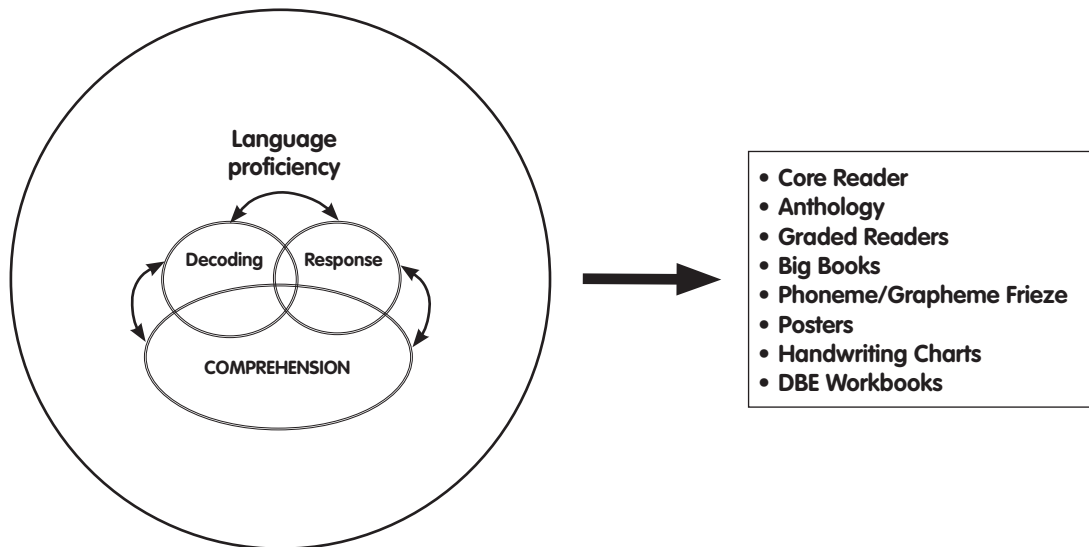 Language
proficiency
Decoding
Response
COMPREHENSION
• Core Reader
• Anthology
• Graded Readers
• Big Books
• Phoneme/Grapheme Frieze
• Posters
• Handwriting Charts
• DBE Workbooks